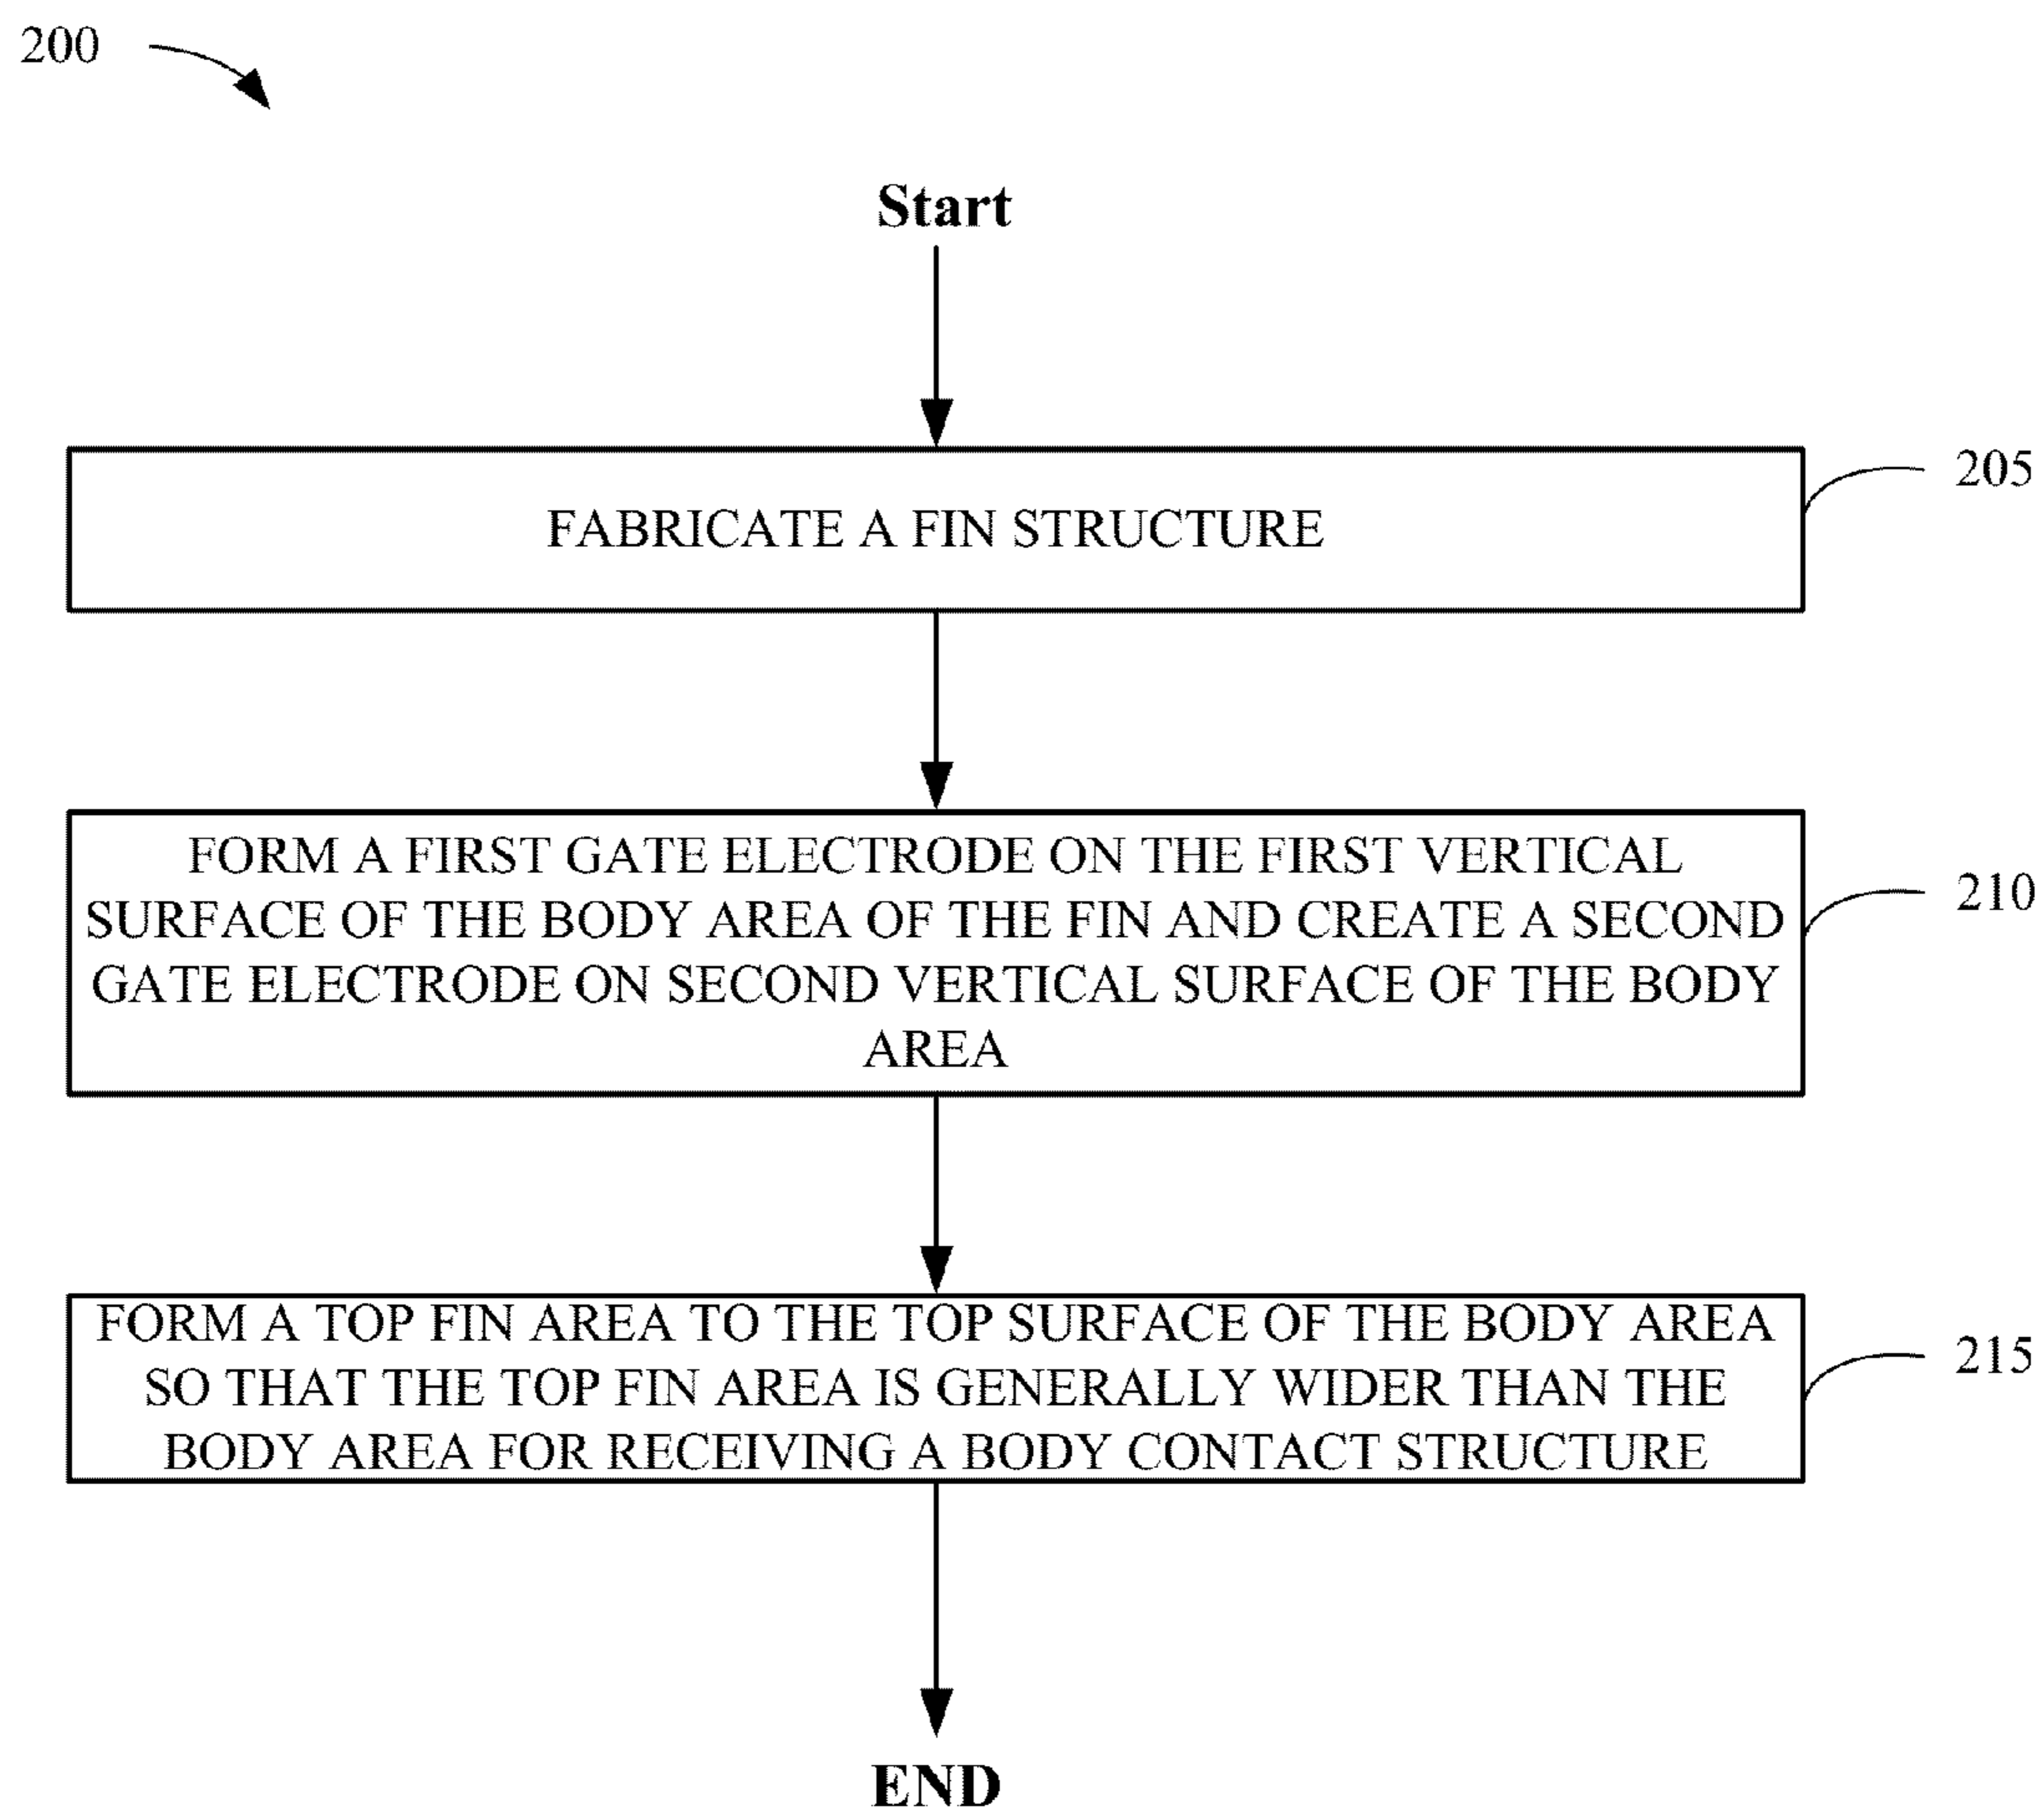 200
Start
FABRICATE A FIN STRUCTURE
205
FORM A FIRST GATE ELECTRODE ON THE FIRST VERTICAL
SURFACE OF THE BODY AREA OF THE FIN AND CREATE A SECOND
GATE ELECTRODE ON SECOND VERTICAL SURFACE OF THE BODY
AREA
210
FORM A TOP FIN AREA TO THE TOP SURFACE OF THE BODY AREA
SO THAT THE TOP FIN AREA IS GENERALLY WIDER THAN THE
BODY AREA FOR RECEIVING A BODY CONTACT STRUCTURE
215
END